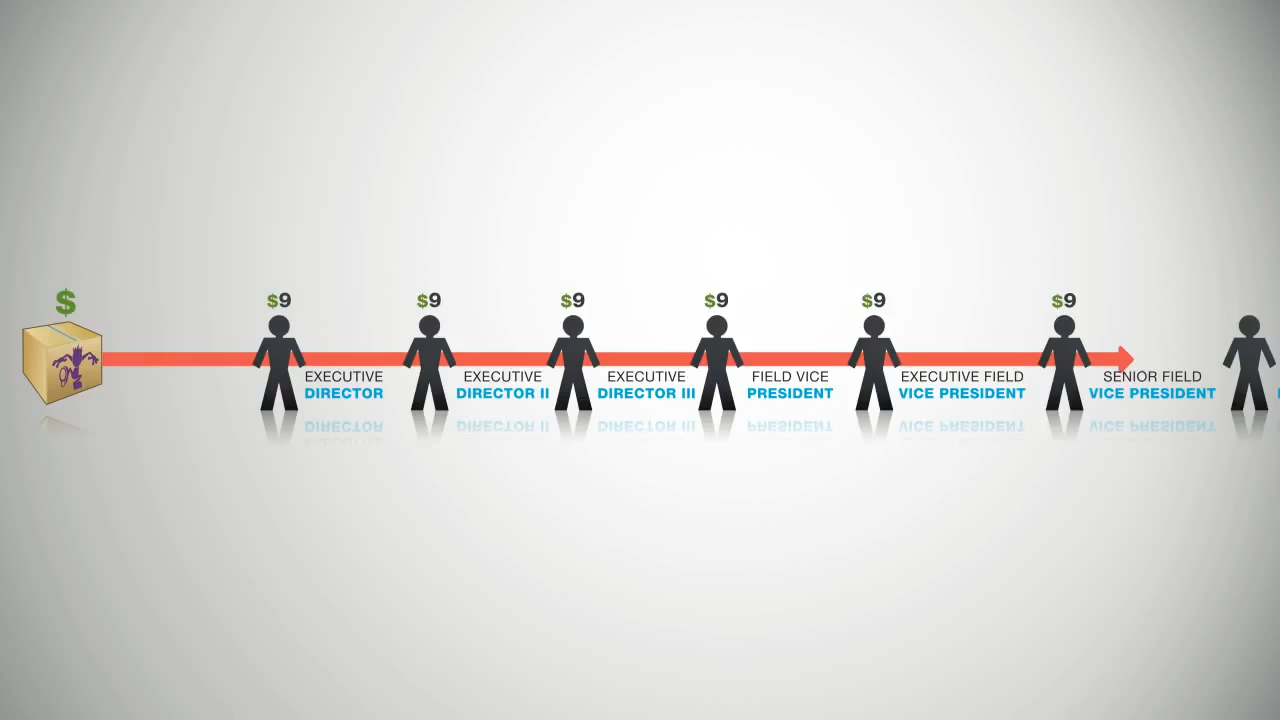 $
$9
$9
$9
$9
$9
$9
EXECUTIVE
DIRECTOR
EXECUTIVE
DIRECTOR II
EXECUTIVE
DIRECTOR III
FIELD VICE
PRESIDENT
EXECUTIVE FIELD
VICE PRESIDENT
SENIOR FIELD
VICE PRESIDENT